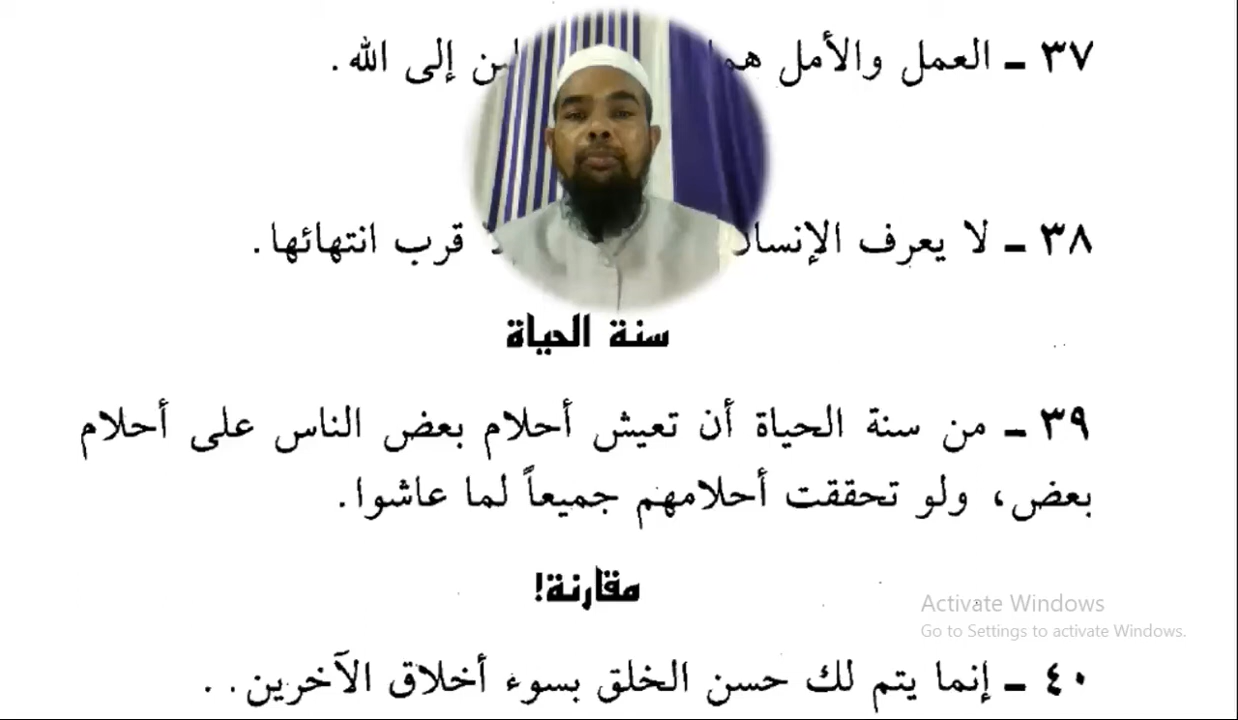 ٣٧ ـ العمل والأمل إلى الله.
٣٨ ـ لا يعرف قرب انتهائها.
سنة الحياة
٣٩ ـ من سنة الحياة أن تعيش أحلام بعض الناس على أحلام
بعض، ولو تحققت أحلامهم جميعاً لما عاشوا.
مقارنة!
Activate Windows
Go to Settings to activate Windows.
٤٠ ـ إنما يتم لك حسن الخلق بسوء أخلاق الآخرين..